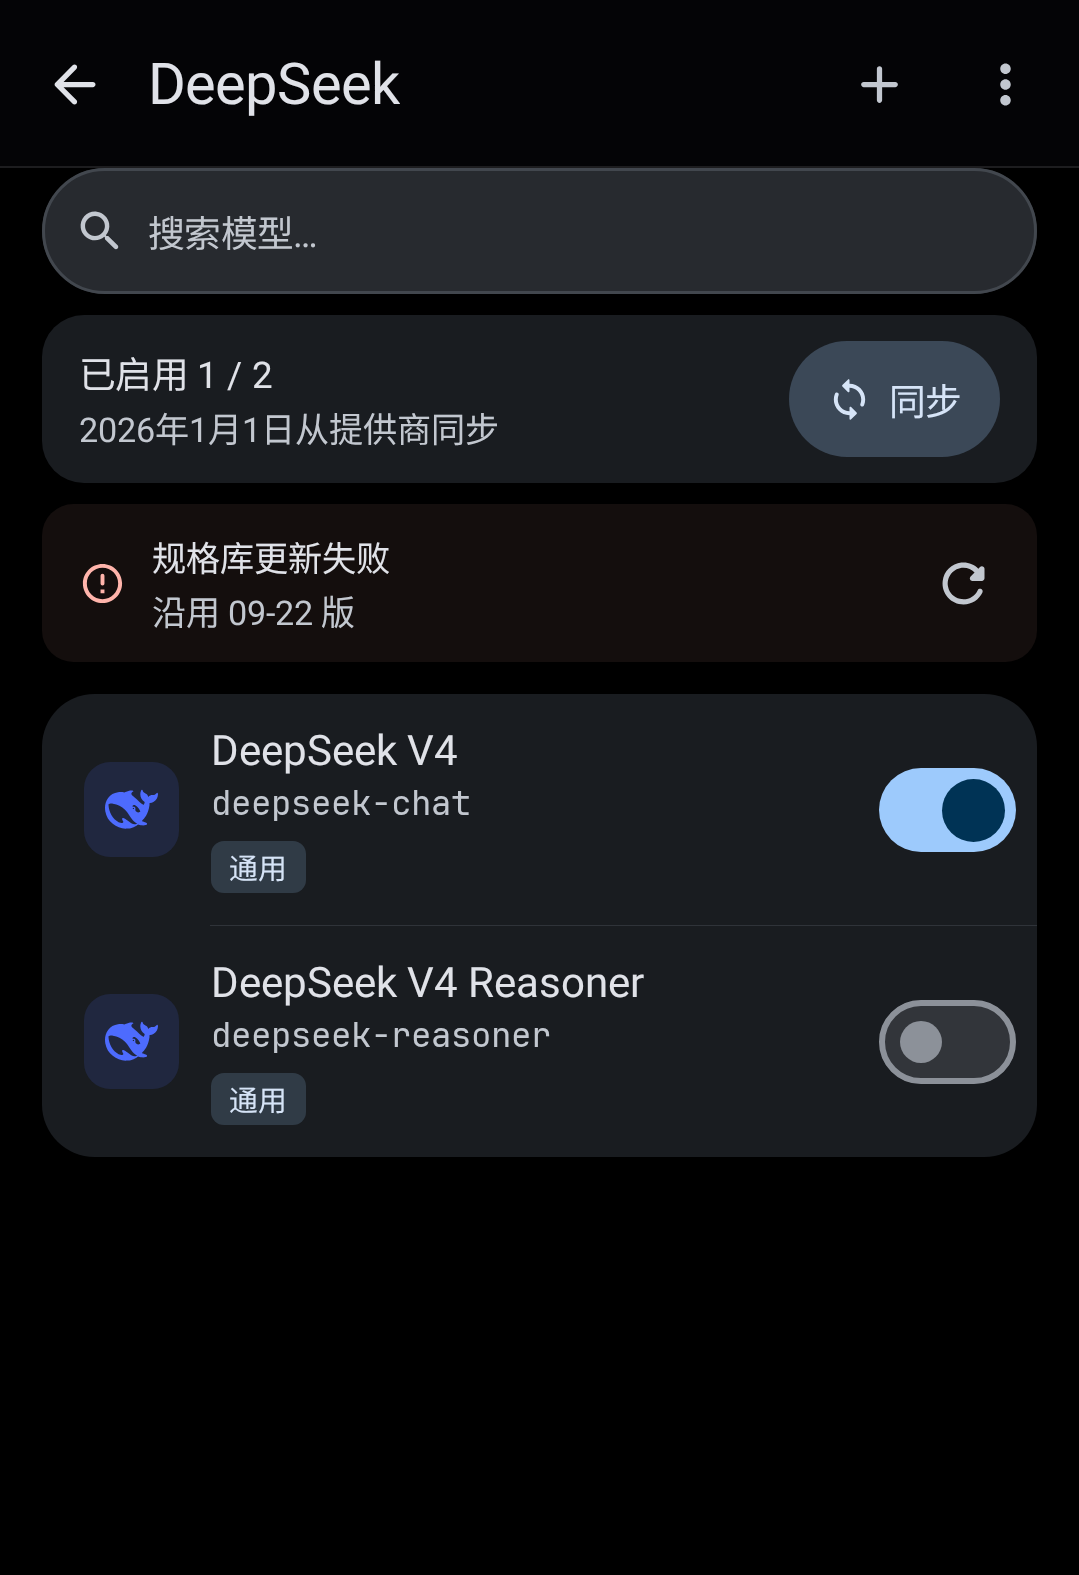 DeepSeek
搜索模型...
已启用 1 / 2
2026年1月1日从提供商同步
同步
规格库更新失败
沿用 09-22 版
DeepSeek V4
deepseek-chat
通用
DeepSeek V4 Reasoner
deepseek-reasoner
通用